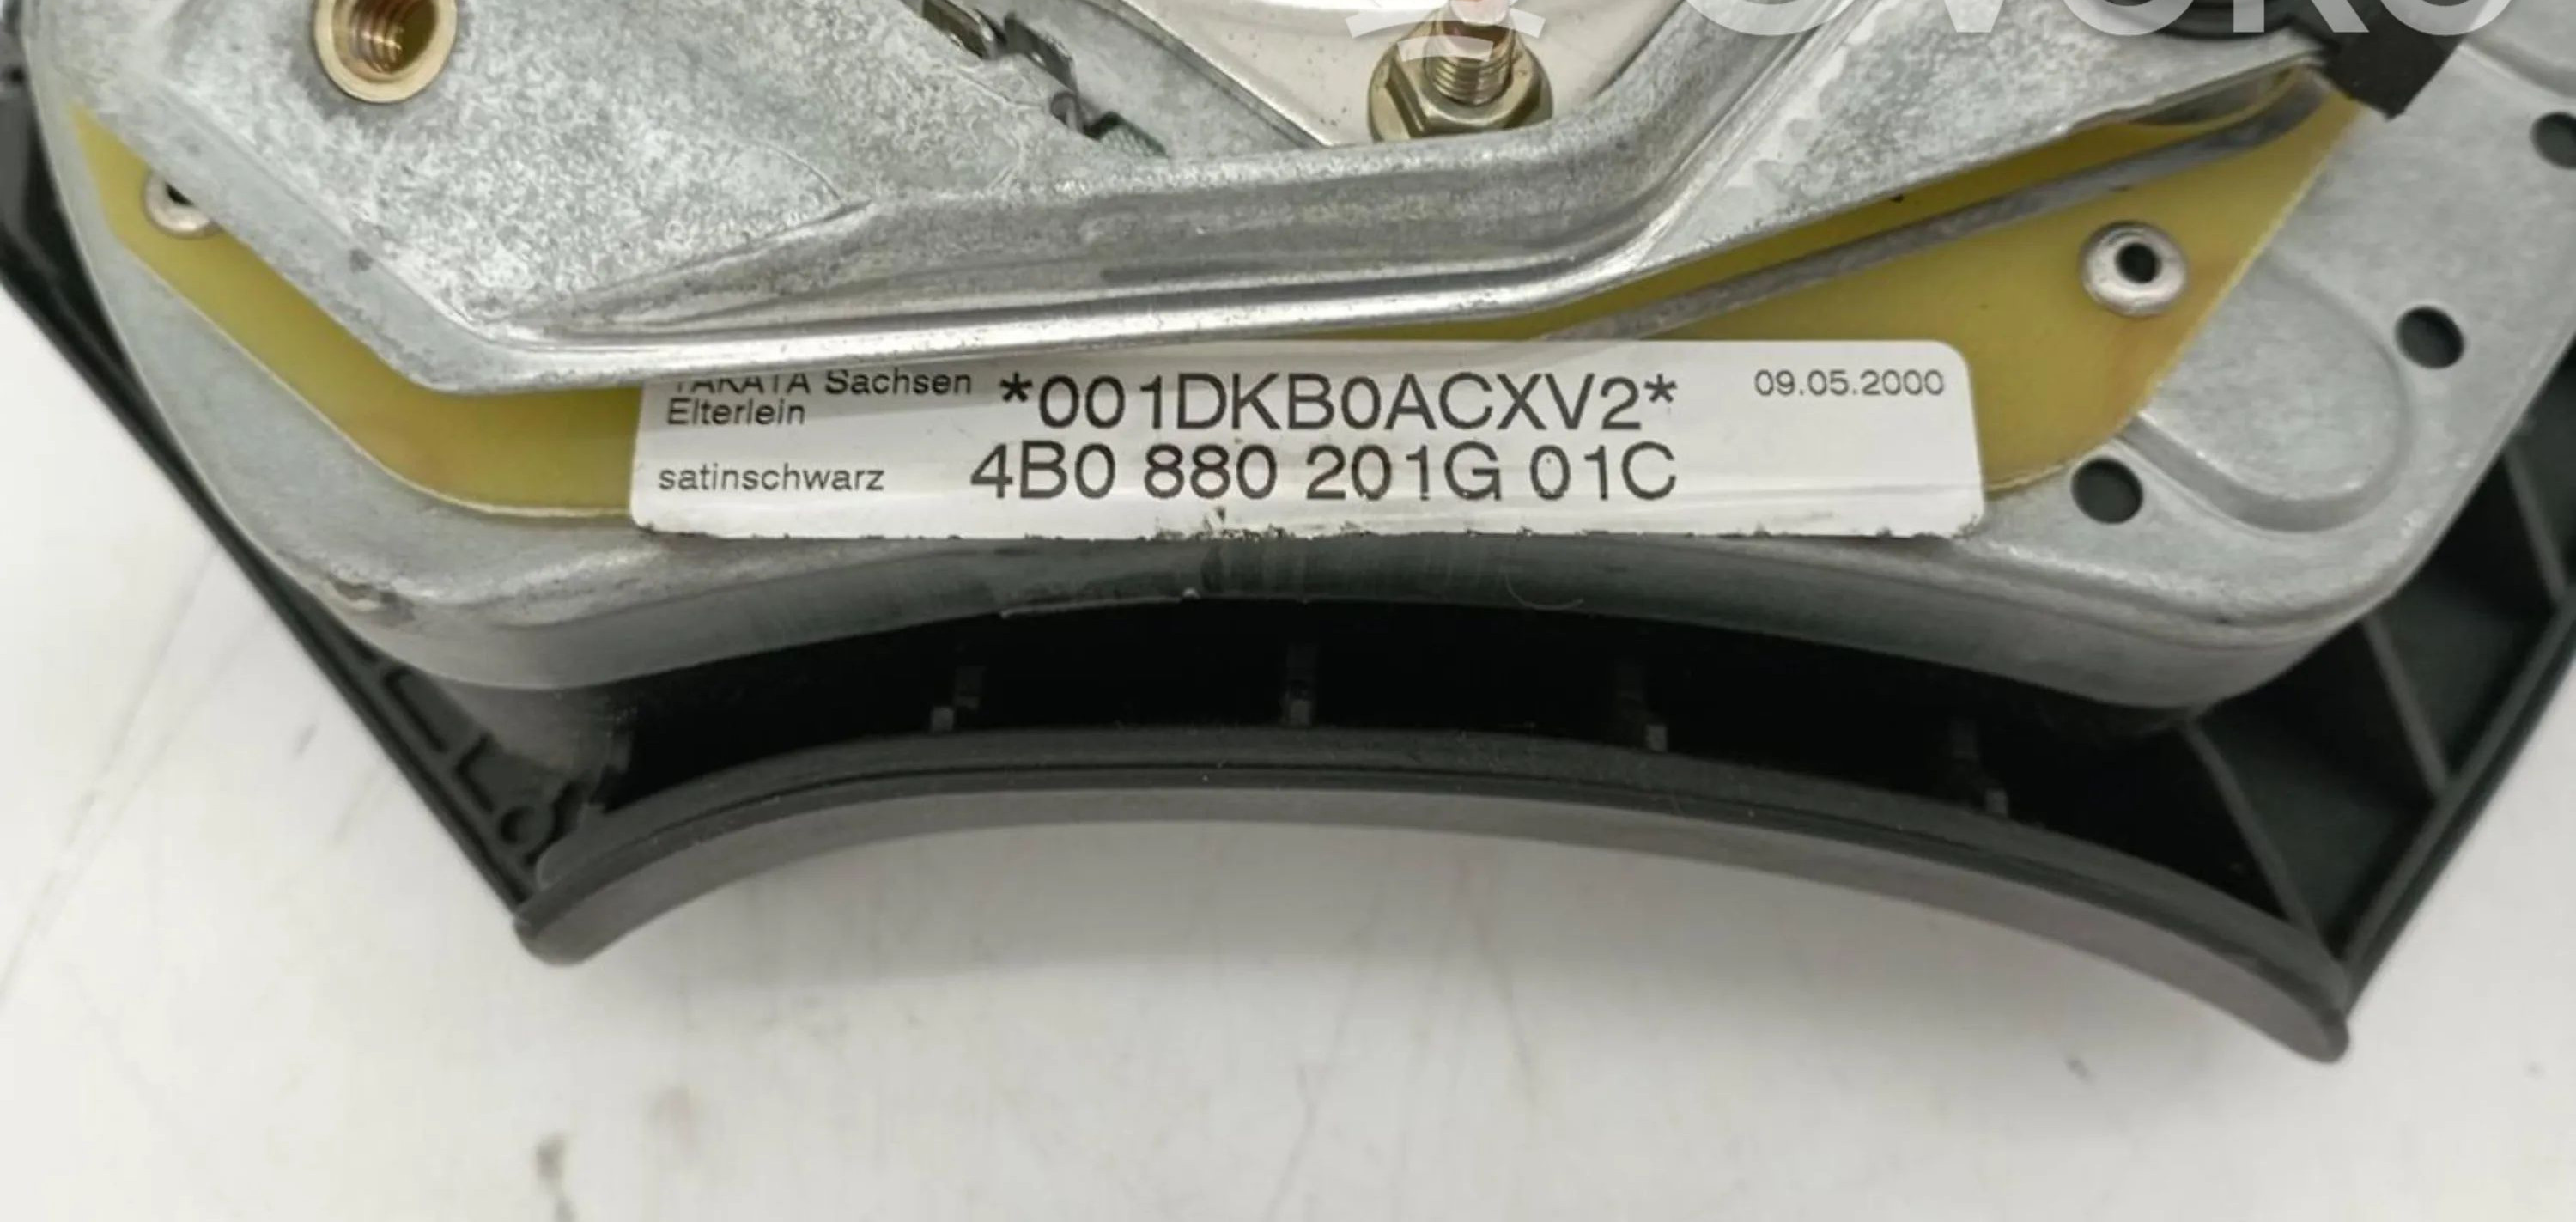 TAKATA Sachsen *001DKB0ACXV2* 09.05.2000
Elterlein
satinschwarz 4B0 880 201G 01C